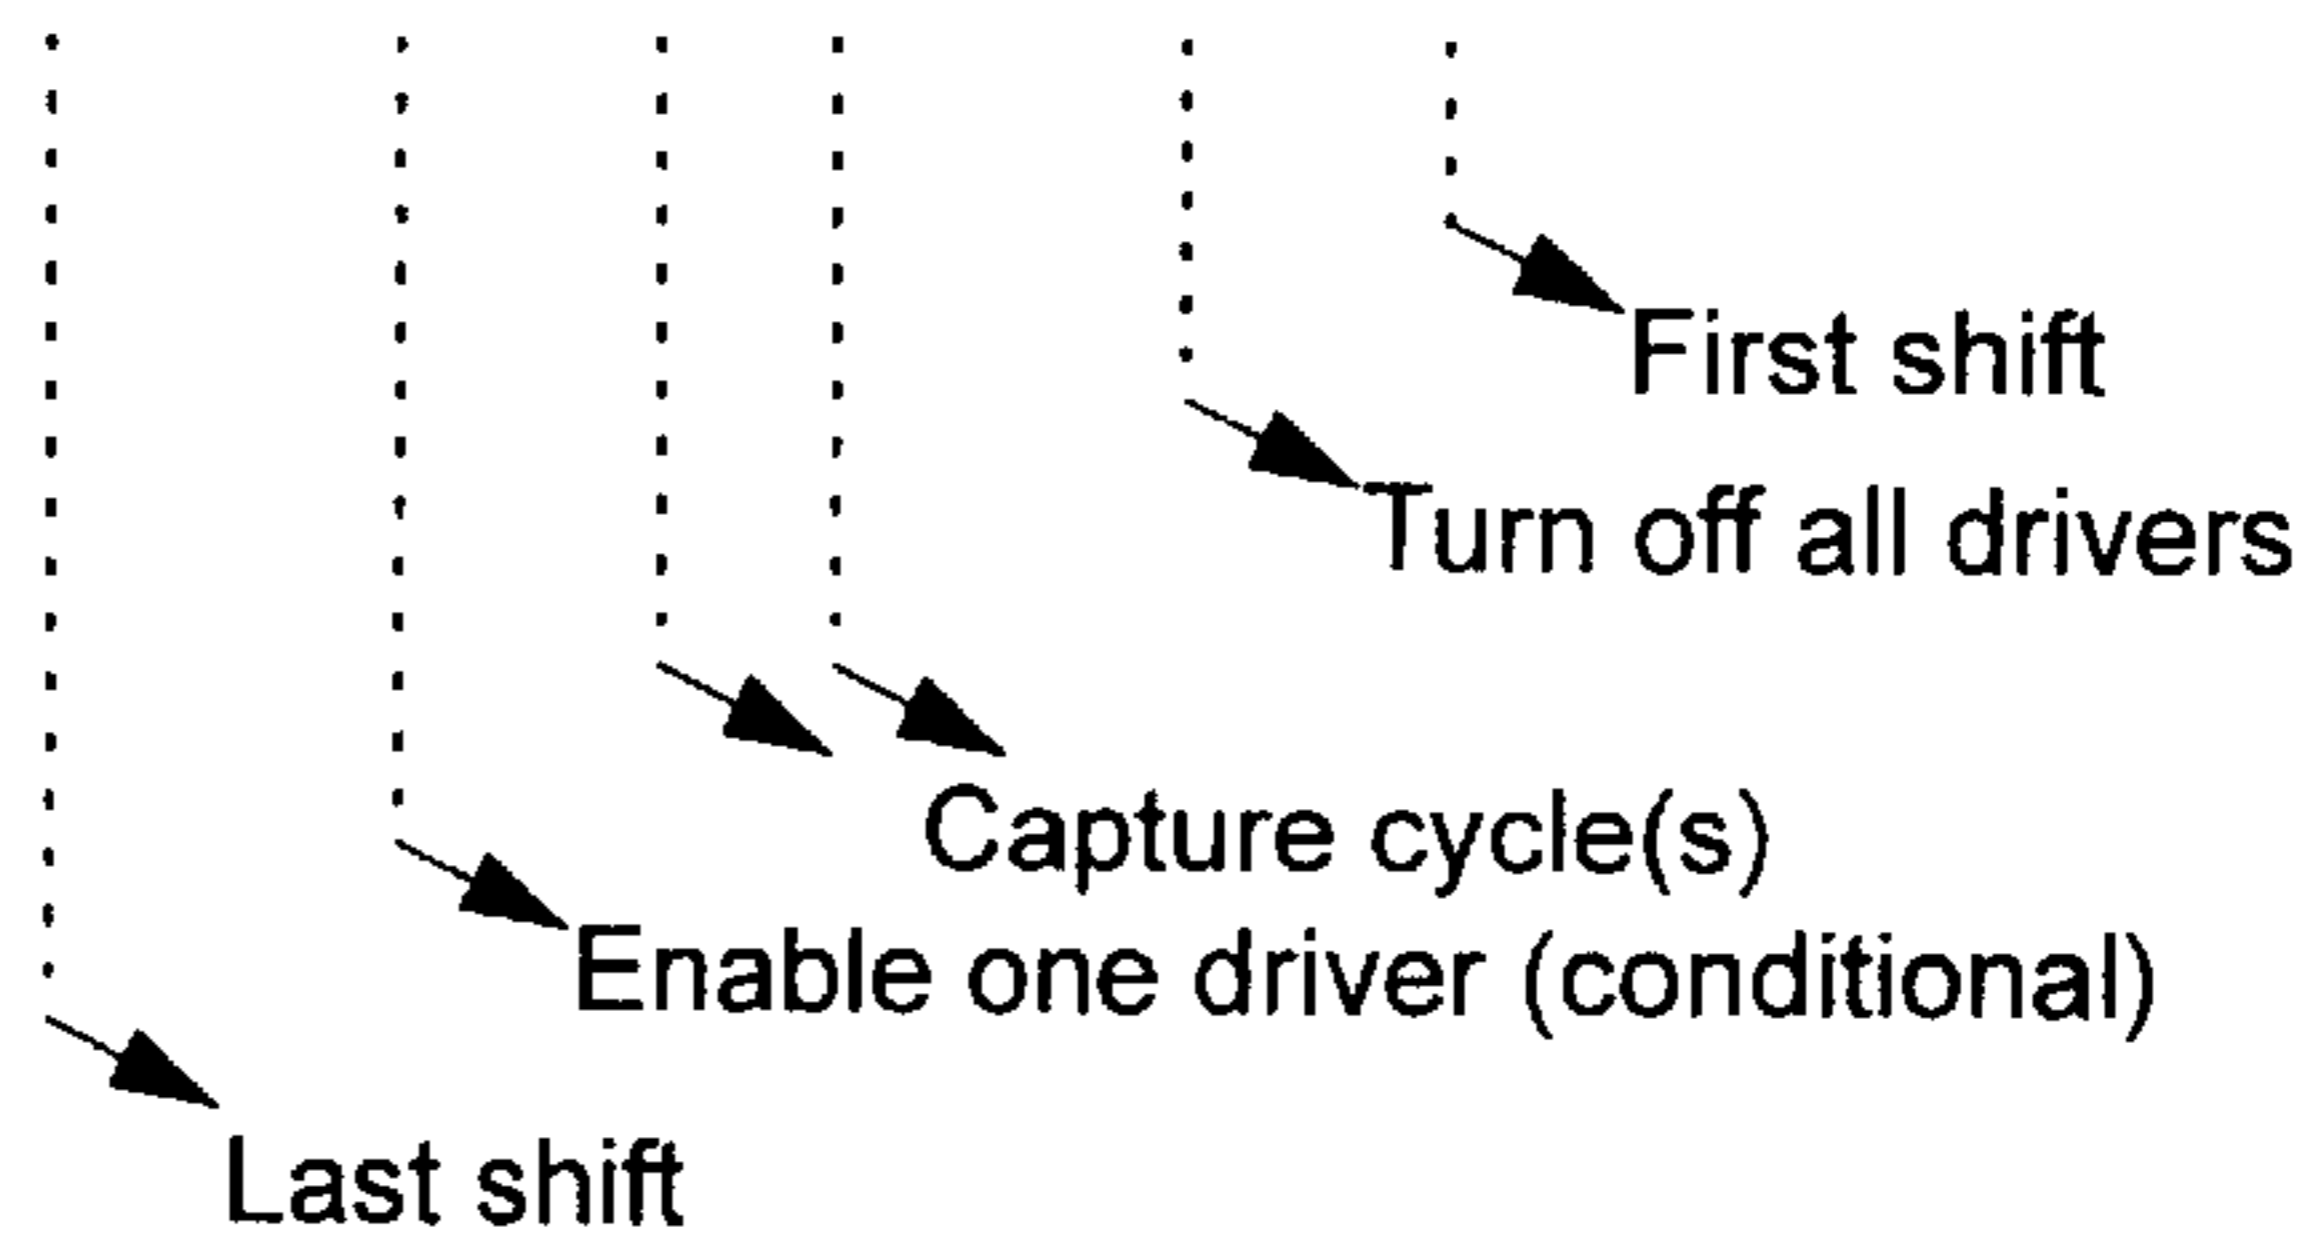 First shift
Turn off all drivers
Capture cycle(s)
Enable one driver (conditional)
Last shift